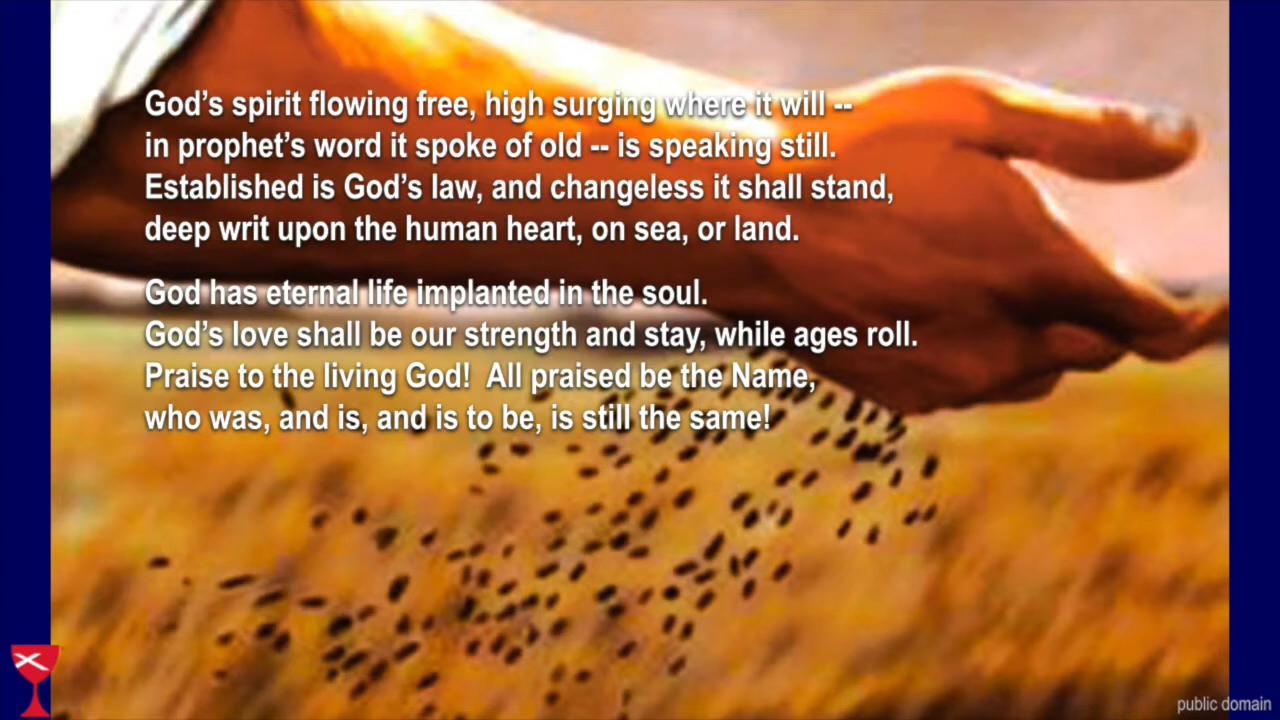 God’s spirit flowing free, high surging where it will --
in prophet’s word it spoke of old -- is speaking still.
Established is God’s law, and changeless it shall stand,
deep writ upon the human heart, on sea, or land.
God has eternal life implanted in the soul.
God’s love shall be our strength and stay, while ages roll.
Praise to the living God!  All praised be the Name,
who was, and is, and is to be, is still the same!
public domain